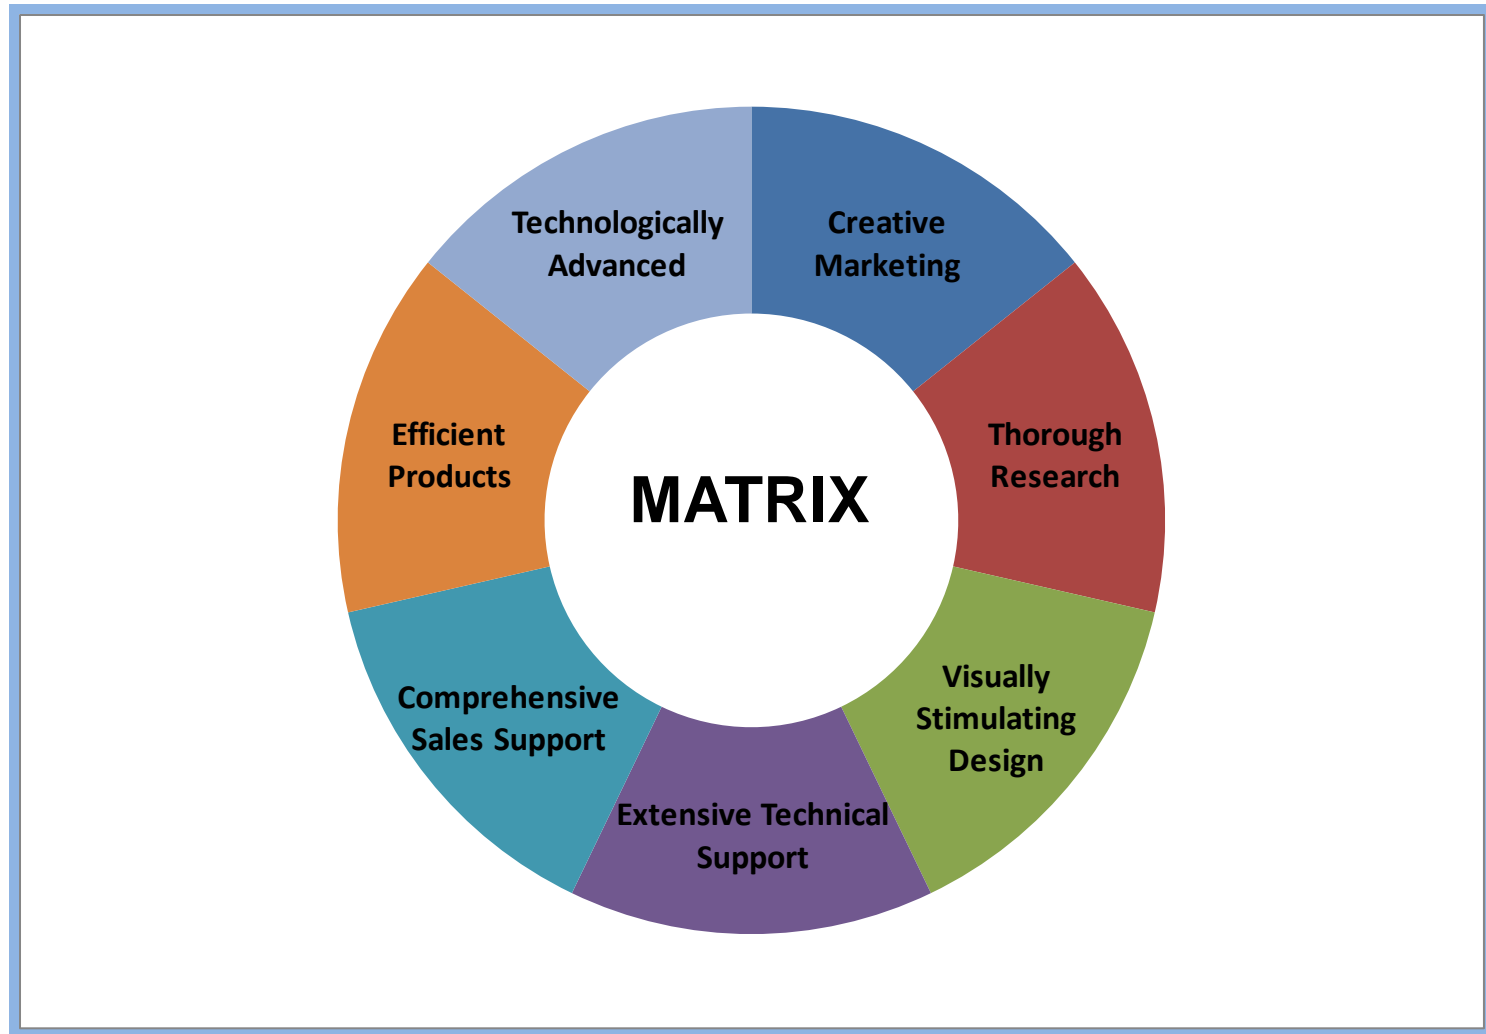 Technologically
Advanced
Creative
Marketing
Efficient
Products
Thorough
Research
MATRIX
Visually
Stimulating
Design
Comprehensive
Sales Support
Extensive Technical
Support